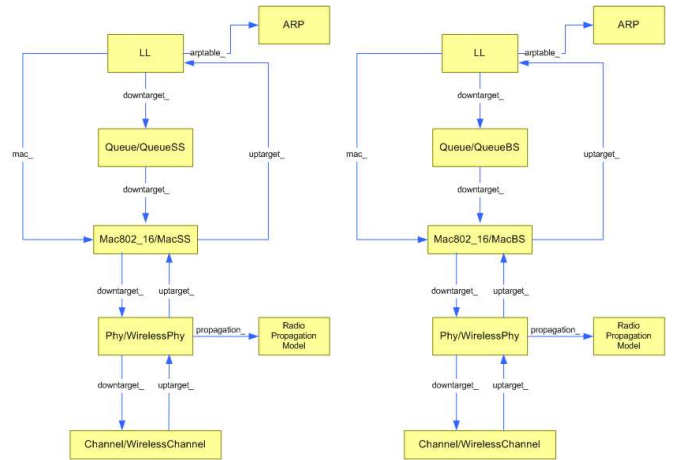 ARP
LL
arptable_
downtarget_
Queue/QueueSS
mac_
uptarget_
downtarget_
Mac802_16/MacSS
downtarget_
uptarget_
Phy/WirelessPhy
propagation_
Radio
Propagation
Model
downtarget_
uptarget_
Channel/WirelessChannel
ARP
LL
arptable_
downtarget_
Queue/QueueBS
mac_
uptarget_
downtarget_
Mac802_16/MacBS
downtarget_
uptarget_
Phy/WirelessPhy
propagation_
Radio
Propagation
Model
downtarget_
uptarget_
Channel/WirelessChannel